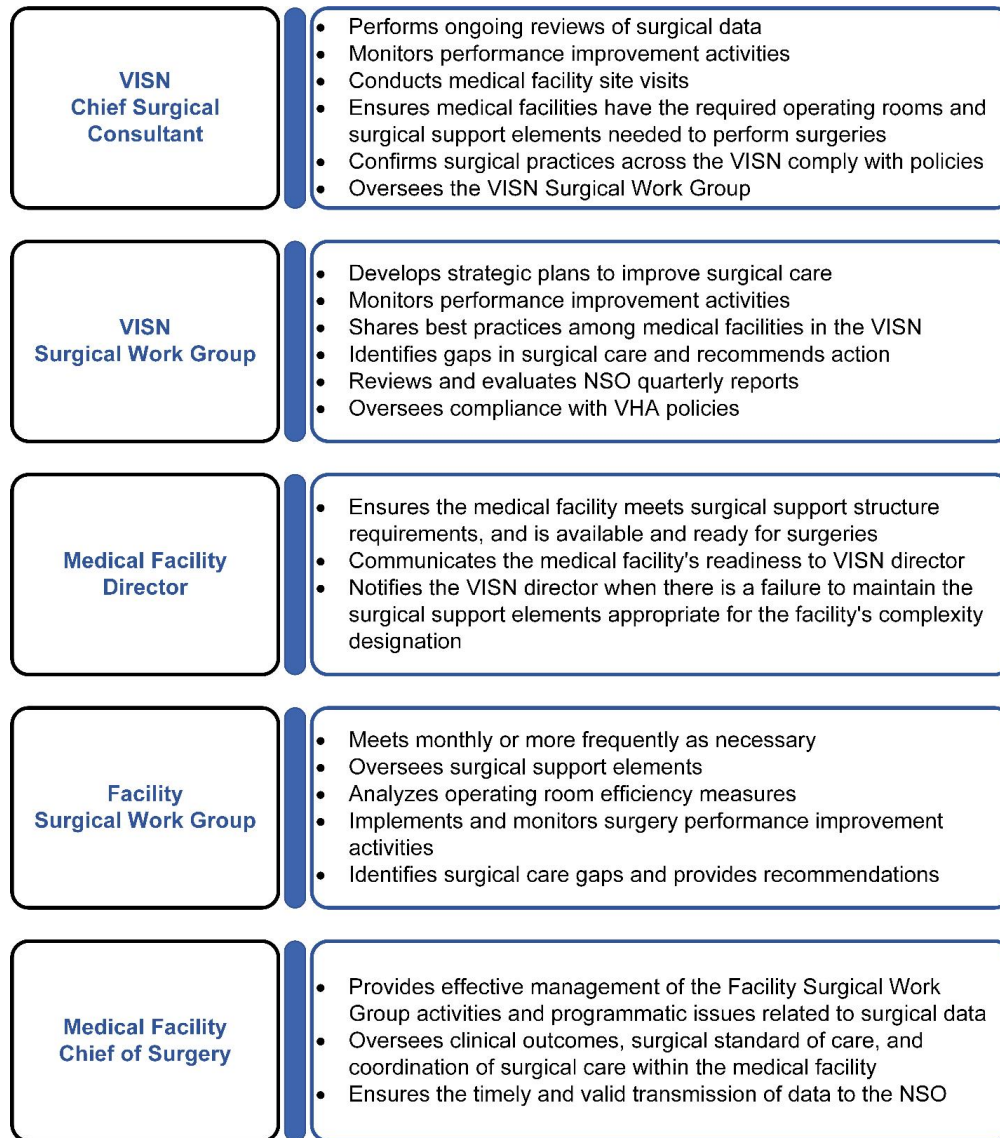 VISN
Chief Surgical
Consultant
• Performs ongoing reviews of surgical data
• Monitors performance improvement activities
• Conducts medical facility site visits
• Ensures medical facilities have the required operating rooms and
surgical support elements needed to perform surgeries
• Confirms surgical practices across the VISN comply with policies
• Oversees the VISN Surgical Work Group
VISN
Surgical Work Group
• Develops strategic plans to improve surgical care
• Monitors performance improvement activities
• Shares best practices among medical facilities in the VISN
• Identifies gaps in surgical care and recommends action
• Reviews and evaluates NSO quarterly reports
• Oversees compliance with VHA policies
Medical Facility
Director
• Ensures the medical facility meets surgical support structure
requirements, and is available and ready for surgeries
• Communicates the medical facility's readiness to VISN director
• Notifies the VISN director when there is a failure to maintain the
surgical support elements appropriate for the facility's complexity
designation
Facility
Surgical Work Group
• Meets monthly or more frequently as necessary
• Oversees surgical support elements
• Analyzes operating room efficiency measures
• Implements and monitors surgery performance improvement
activities
• Identifies surgical care gaps and provides recommendations
Medical Facility
Chief of Surgery
• Provides effective management of the Facility Surgical Work
Group activities and programmatic issues related to surgical data
• Oversees clinical outcomes, surgical standard of care, and
coordination of surgical care within the medical facility
• Ensures the timely and valid transmission of data to the NSO